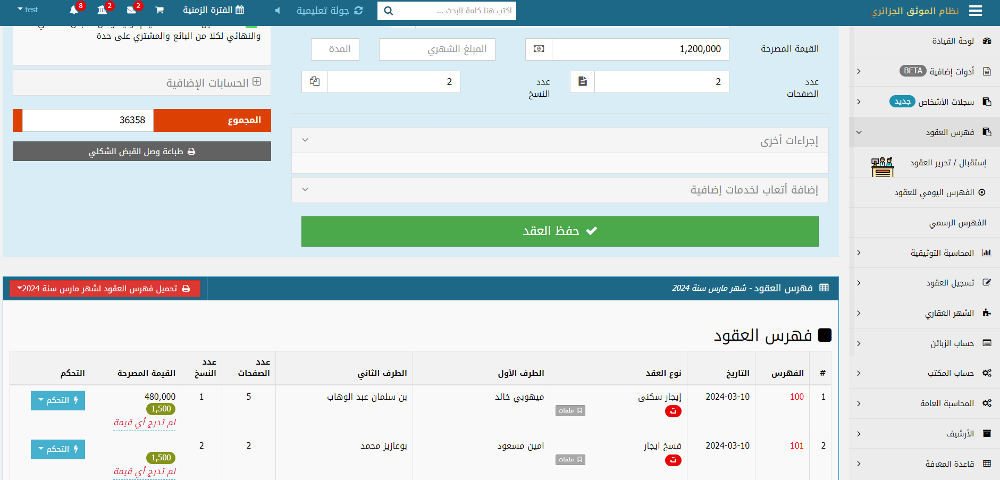 نظام الموثق الجزائري
اكتب هنا كلمة البحث ...
جولة تعليمية
الفترة الزمنية
2
2
8
test
لوحة القيادة
أدوات إضافية BETA
سجلات الأشخاص جديد
فهرس العقود
إستقبال / تحرير العقود
الفهرس اليومي للعقود
الفهرس الرسمي
المحاسبة التوثيقية
تسجيل العقود
الشهر العقاري
حساب الزبائن
حساب المكتب
المحاسبة العامة
الأرشيف
قاعدة المعرفة
القيمة المصرحة
1,200,000
المبلغ الشهري
المدة
عدد الصفحات
2
عدد النسخ
2
إجراءات أخرى
إضافة أتعاب لخدمات إضافية
حفظ العقد
والنهائي لكلا من البائع والمشتري على حدة
الحسابات الإضافية
المجموع
36358
طباعة وصل القبض الشكلي
فهرس العقود - شهر مارس سنة 2024
تحميل فهرس العقود لشهر مارس سنة 2024
فهرس العقود
# الفهرس التاريخ نوع العقد الطرف الأول الطرف الثاني عدد الصفحات عدد النسخ القيمة المصرحة التحكم
1 100 2024-03-10 إيجار سكنى ميهوبي خالد بن سلمان عبد الوهاب 5 1 480,000 التحكم
ت ملفات 1,500
لم تدرج أي قيمة
2 101 2024-03-10 فسخ ايجار امين مسعود بوعازيز محمد 2 2 التحكم
ت ملفات 1,500
لم تدرج أي قيمة